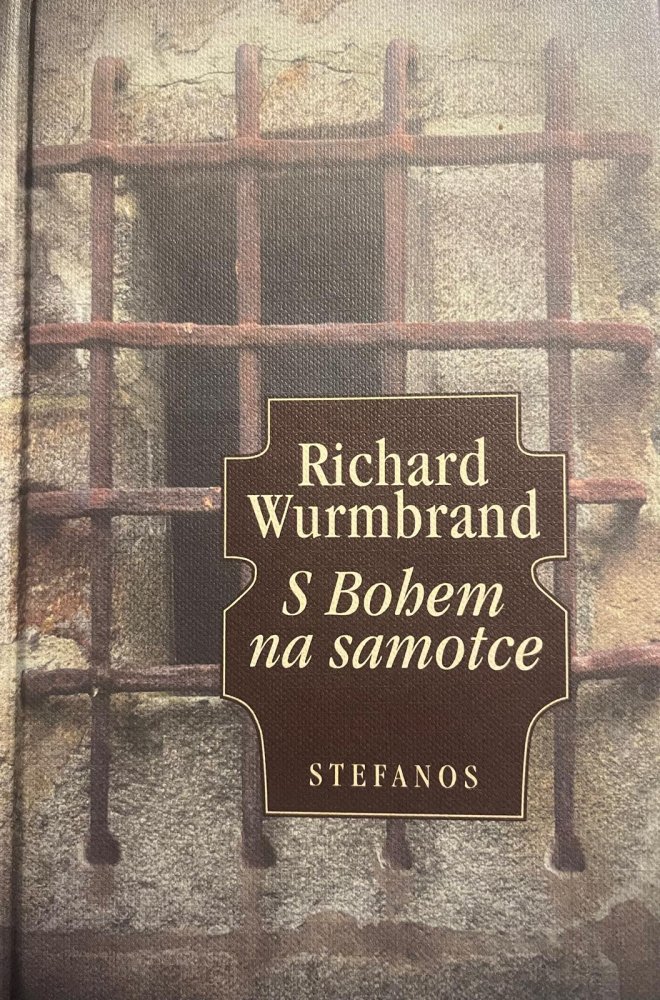 Richard
Wurmbrand
S Bohem
na samotce
STEFANOS